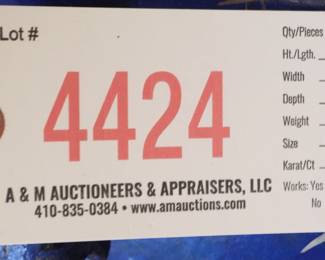 Lot #
4424
A & M AUCTIONEERS & APPRAISERS, LLC
410-835-0384 • www.amauctions.com
Qty/Pieces
Ht./Lgth.
Width
Depth
Weight
Size
Karat/Ct
Works: Yes
No